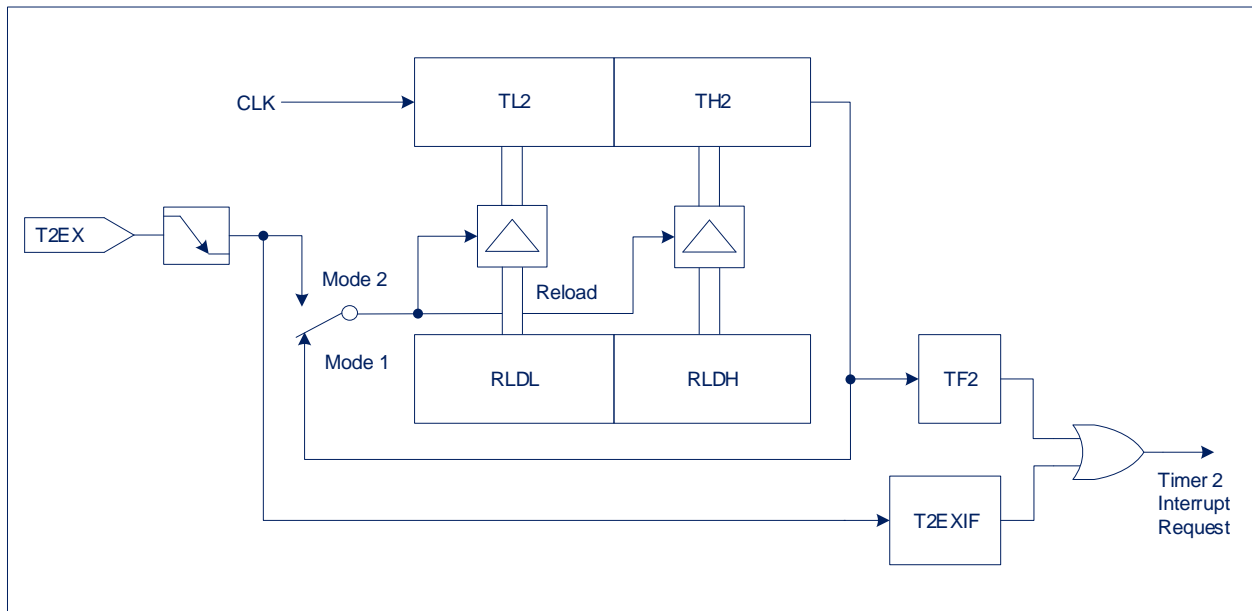 TL2
TH2
CLK
T2EX
Mode 2
Reload
Mode 1
RLDL
RLDH
TF2
T2EXIF
Timer 2
Interrupt
Request